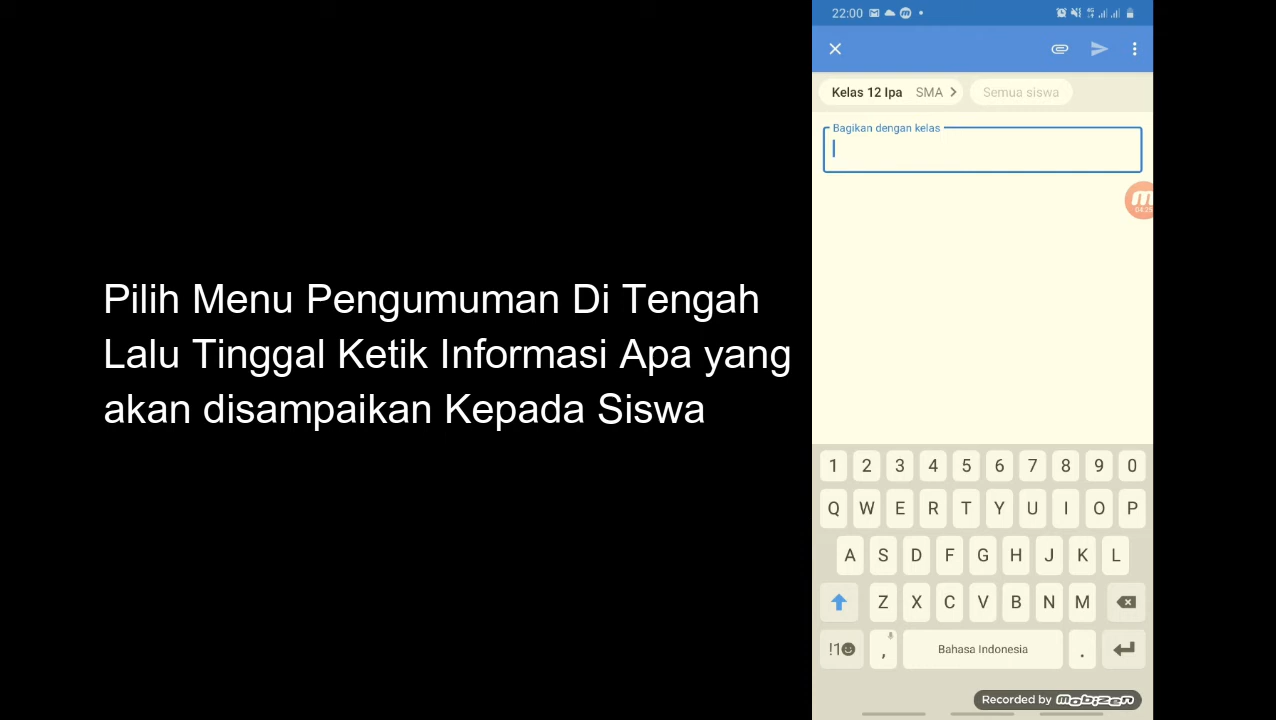 22:00
Kelas 12 Ipa SMA Semua siswa
Bagikan dengan kelas
04:25
Pilih Menu Pengumuman Di Tengah
Lalu Tinggal Ketik Informasi Apa yang
akan disampaikan Kepada Siswa
1 2 3 4 5 6 7 8 9 0
Q W E R T Y U I O P
A S D F G H J K L
Z X C V B N M
!1 , Bahasa Indonesia .
Recorded by mobizen